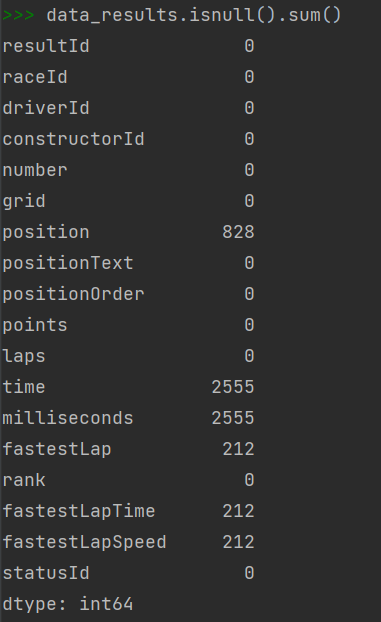 >>> data_results.isnull().sum()
resultId 0
raceId 0
driverId 0
constructorId 0
number 0
grid 0
position 828
positionText 0
positionOrder 0
points 0
laps 0
time 2555
milliseconds 2555
fastestLap 212
rank 0
fastestLapTime 212
fastestLapSpeed 212
statusId 0
dtype: int64